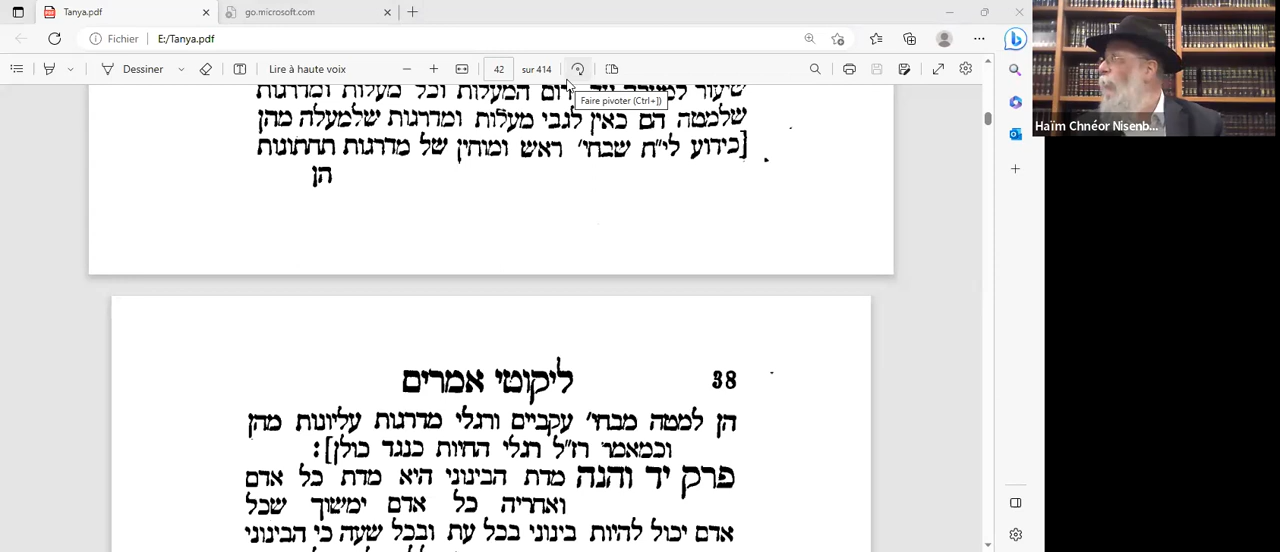 Tanya.pdf
go.microsoft.com
Fichier
E:/Tanya.pdf
Dessiner
Lire à haute voix
42
sur 414
Faire pivoter (Ctrl+])
Haïm Chnéor Nisenb...
המעלות וכל מעלות ומדרגות
שלמטה הם כאין לגבי מעלות ומדרגות שלמעלה מהן
[כידוע לי״ח שבחי׳ ראש ומוחין של מדרגות תחתונות
הן
38
ליקוטי אמרים
הן למטה מבחי׳ עקביים ורגלי מדרגות עליונות מהן
וכמאמר רז״ל רגלי החיות כנגד כולן]:
פרק יד והנה מדת הבינוני היא מדת כל אדם
ואחריה כל אדם ימשוך שכל
אדם יכול להיות בינוני בכל עת ובכל שעה כי הבינוני